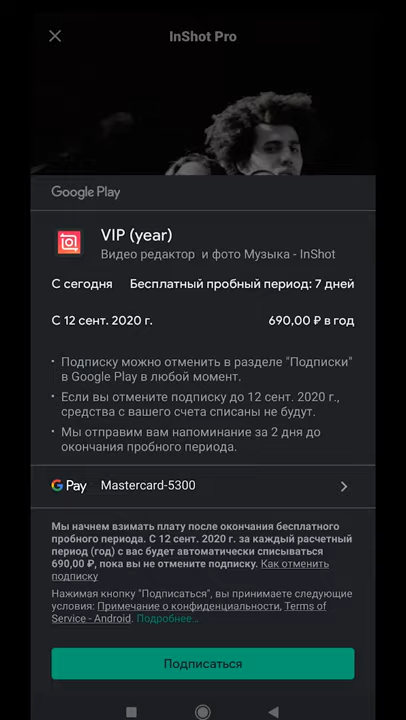 InShot Pro
Google Play
VIP (year)
Видео редактор и фото Музыка - InShot
С сегодня Бесплатный пробный период: 7 дней
С 12 сент. 2020 г. 690,00 ₽ в год
• Подписку можно отменить в разделе "Подписки"
в Google Play в любой момент.
• Если вы отмените подписку до 12 сент. 2020 г.,
средства с вашего счета списаны не будут.
• Мы отправим вам напоминание за 2 дня до
окончания пробного периода.
G Pay Mastercard-5300
Мы начнем взимать плату после окончания бесплатного
пробного периода. С 12 сент. 2020 г. за каждый расчетный
период (год) с вас будет автоматически списываться
690,00 ₽, пока вы не отмените подписку. Как отменить
подписку
Нажимая кнопку "Подписаться", вы принимаете следующие
условия: Примечание о конфиденциальности, Terms of
Service - Android. Подробнее…
Подписаться